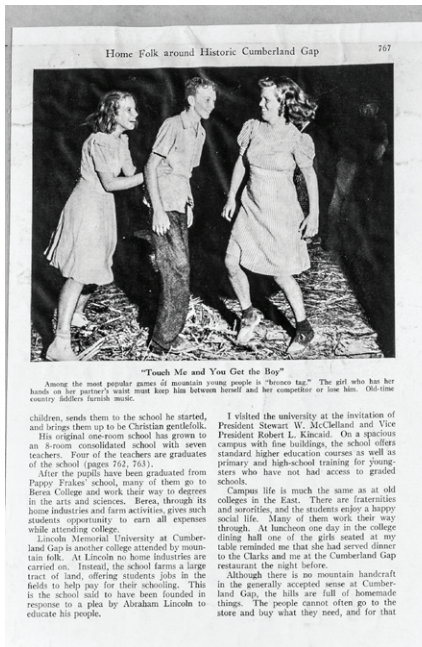 Home Folk around Historic Cumberland Gap 767
"Touch Me and You Get the Boy"
Among the most popular games of mountain young people is "bronco tag." The girl who has her
hands on her partner's waist must keep him between herself and her competitor or lose him. Old-time
country fiddlers furnish music.
children, sends them to the school he started,
and brings them up to be Christian gentlefolk.
His original one-room school has grown to
an 8-room consolidated school with seven
teachers. Four of the teachers are graduates
of the school (pages 762, 763).
After the pupils have been graduated from
Pappy Frakes' school, many of them go to
Berea College and work their way to degrees
in the arts and sciences. Berea, through its
home industries and farm activities, gives such
students opportunity to earn all expenses
while attending college.
Lincoln Memorial University at Cumber-
land Gap is another college attended by moun-
tain folk. At Lincoln no home industries are
carried on. Instead, the school farms a large
tract of land, offering students jobs in the
fields to help pay for their schooling. This
is the school said to have been founded in
response to a plea by Abraham Lincoln to
educate his people.
I visited the university at the invitation of
President Stewart W. McClelland and Vice
President Robert L. Kincaid. On a spacious
campus with fine buildings, the school offers
standard higher education courses as well as
primary and high-school training for young-
sters who have not had access to graded
schools.
Campus life is much the same as at old
colleges in the East. There are fraternities
and sororities, and the students enjoy a happy
social life. Many of them work their way
through. At luncheon one day in the college
dining hall one of the girls seated at my
table reminded me that she had served dinner
to the Clarks and me at the Cumberland Gap
restaurant the night before.
Although there is no mountain handcraft
in the generally accepted sense at Cumber-
land Gap, the hills are full of homemade
things. The people cannot often go to the
store and buy what they need, and for that